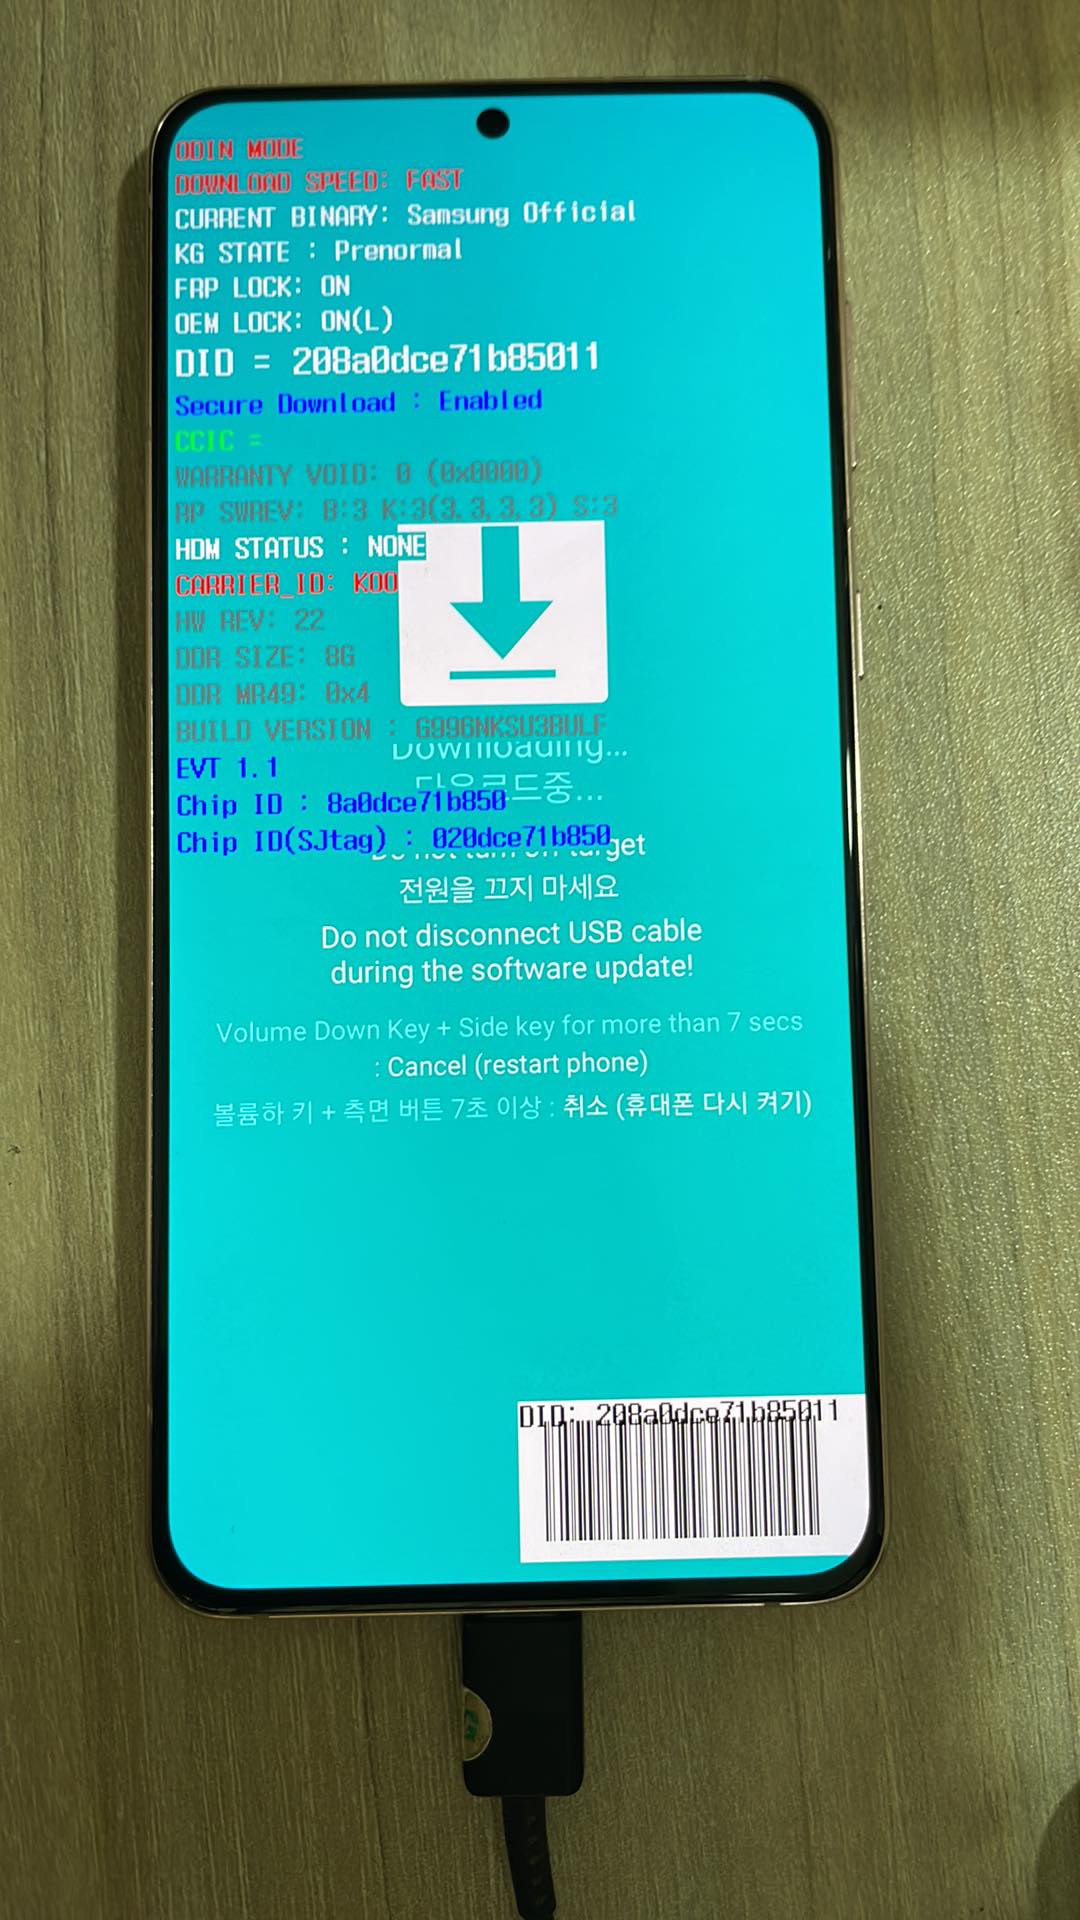 ODIN MODE
DOWNLOAD SPEED: FAST
CURRENT BINARY: Samsung Official
KG STATE : Prenormal
FRP LOCK: ON
OEM LOCK: ON(L)
DID = 208a0dce71b85011
Secure Download : Enabled
CCIC =
WARRANTY VOID: 0 (0x0000)
RP SWREV: B:3 K:3(3,3,3,3) S:3
HDM STATUS : NONE
CARRIER_ID: KOO
HW REV: 22
DDR SIZE: 8G
DDR MR49: 0x4
BUILD VERSION : G996NKSU3BULF
Downloading...
다운로드중...
EVT 1.1
Chip ID : 8a0dce71b850
Chip ID(SJtag) : 020dce71b850
Do not turn off target
전원을 끄지 마세요
Do not disconnect USB cable
during the software update!
Volume Down Key + Side key for more than 7 secs
: Cancel (restart phone)
볼륨하 키 + 측면 버튼 7초 이상 : 취소 (휴대폰 다시 켜기)
DID: 208a0dce71b85011